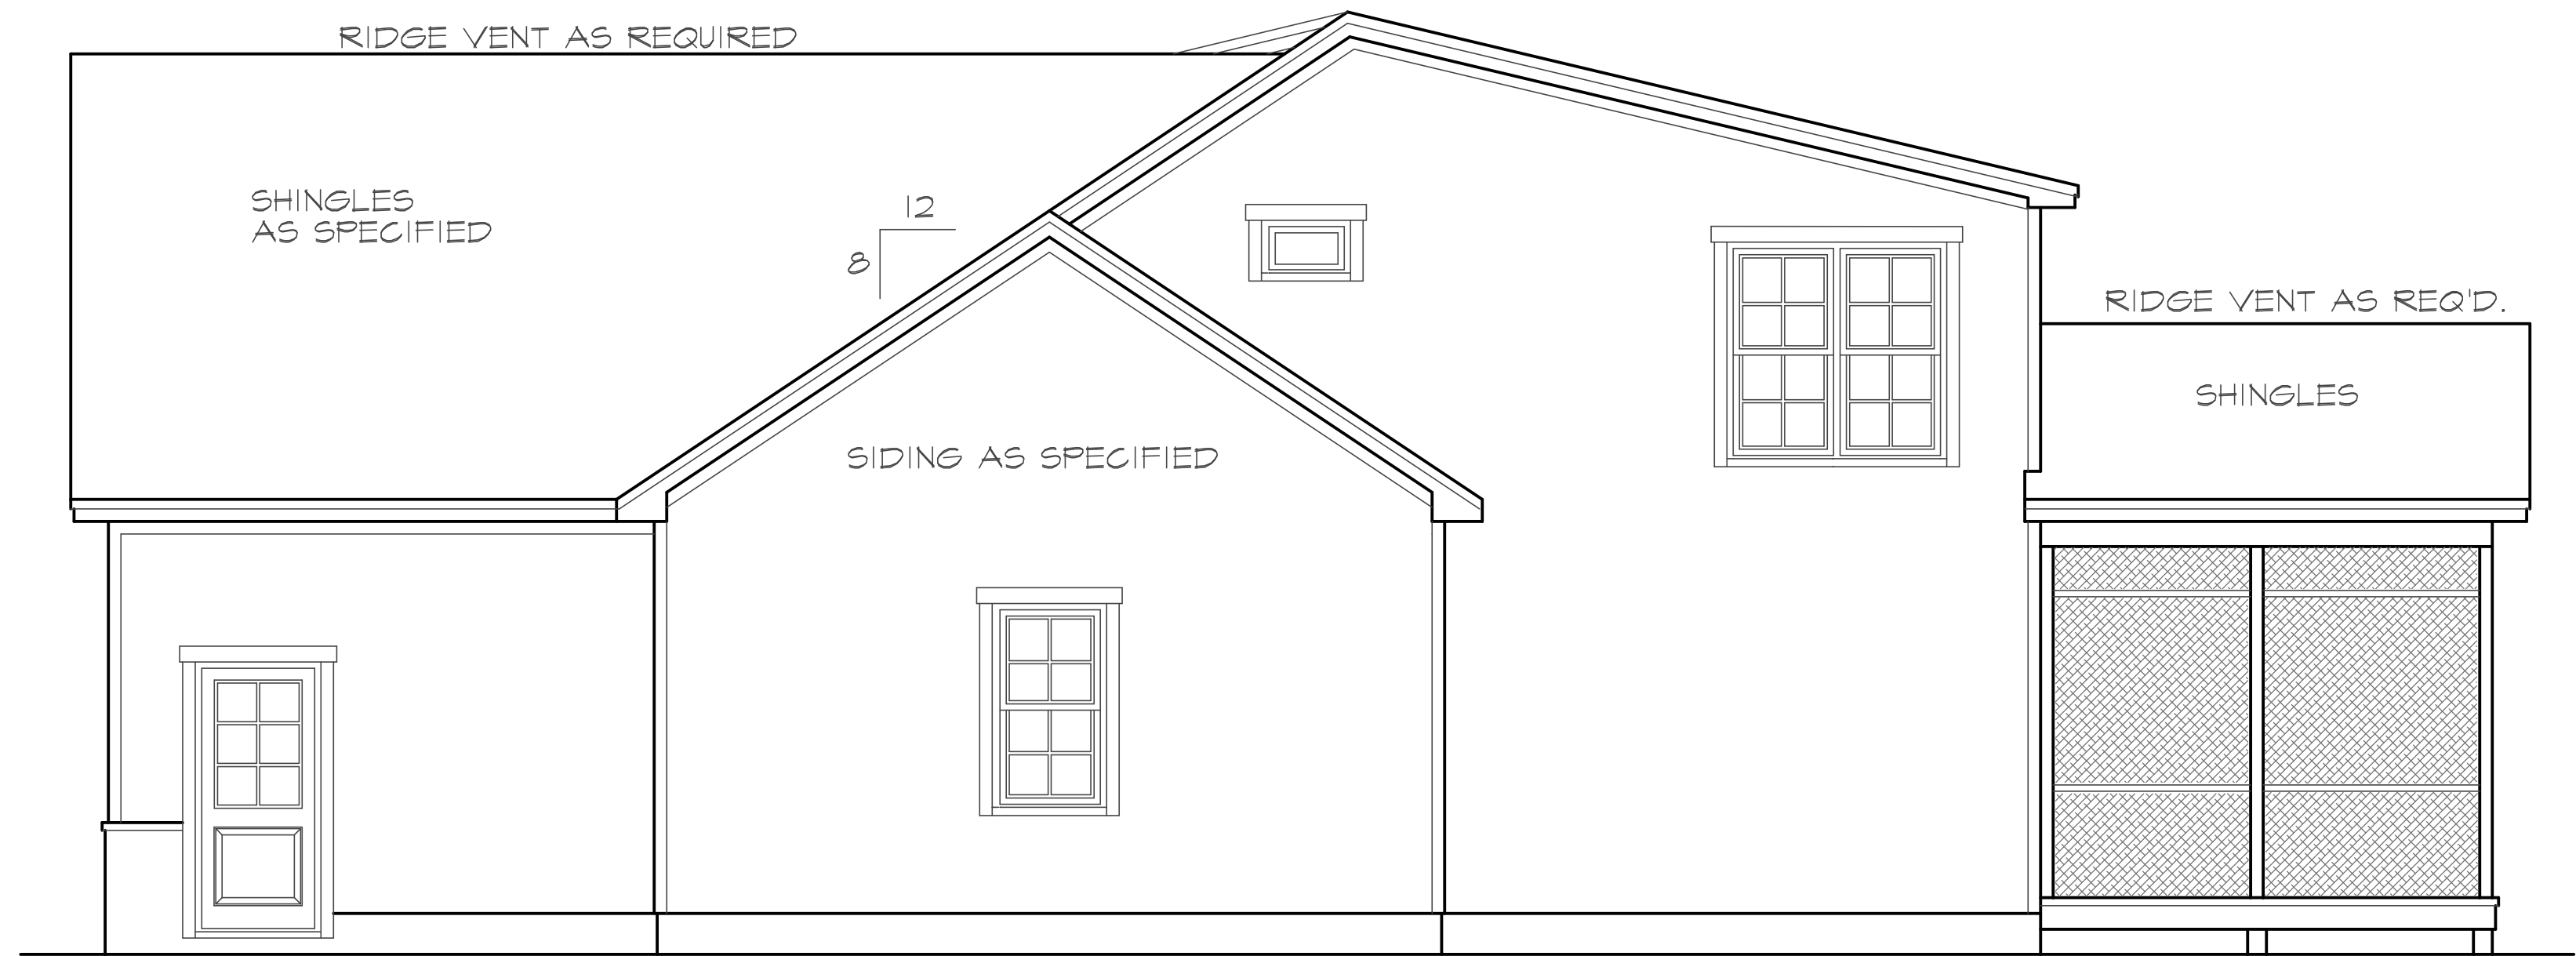 RIDGE VENT AS REQUIRED
SHINGLES
AS SPECIFIED
12
8
RIDGE VENT AS REQ'D.
SHINGLES
SIDING AS SPECIFIED